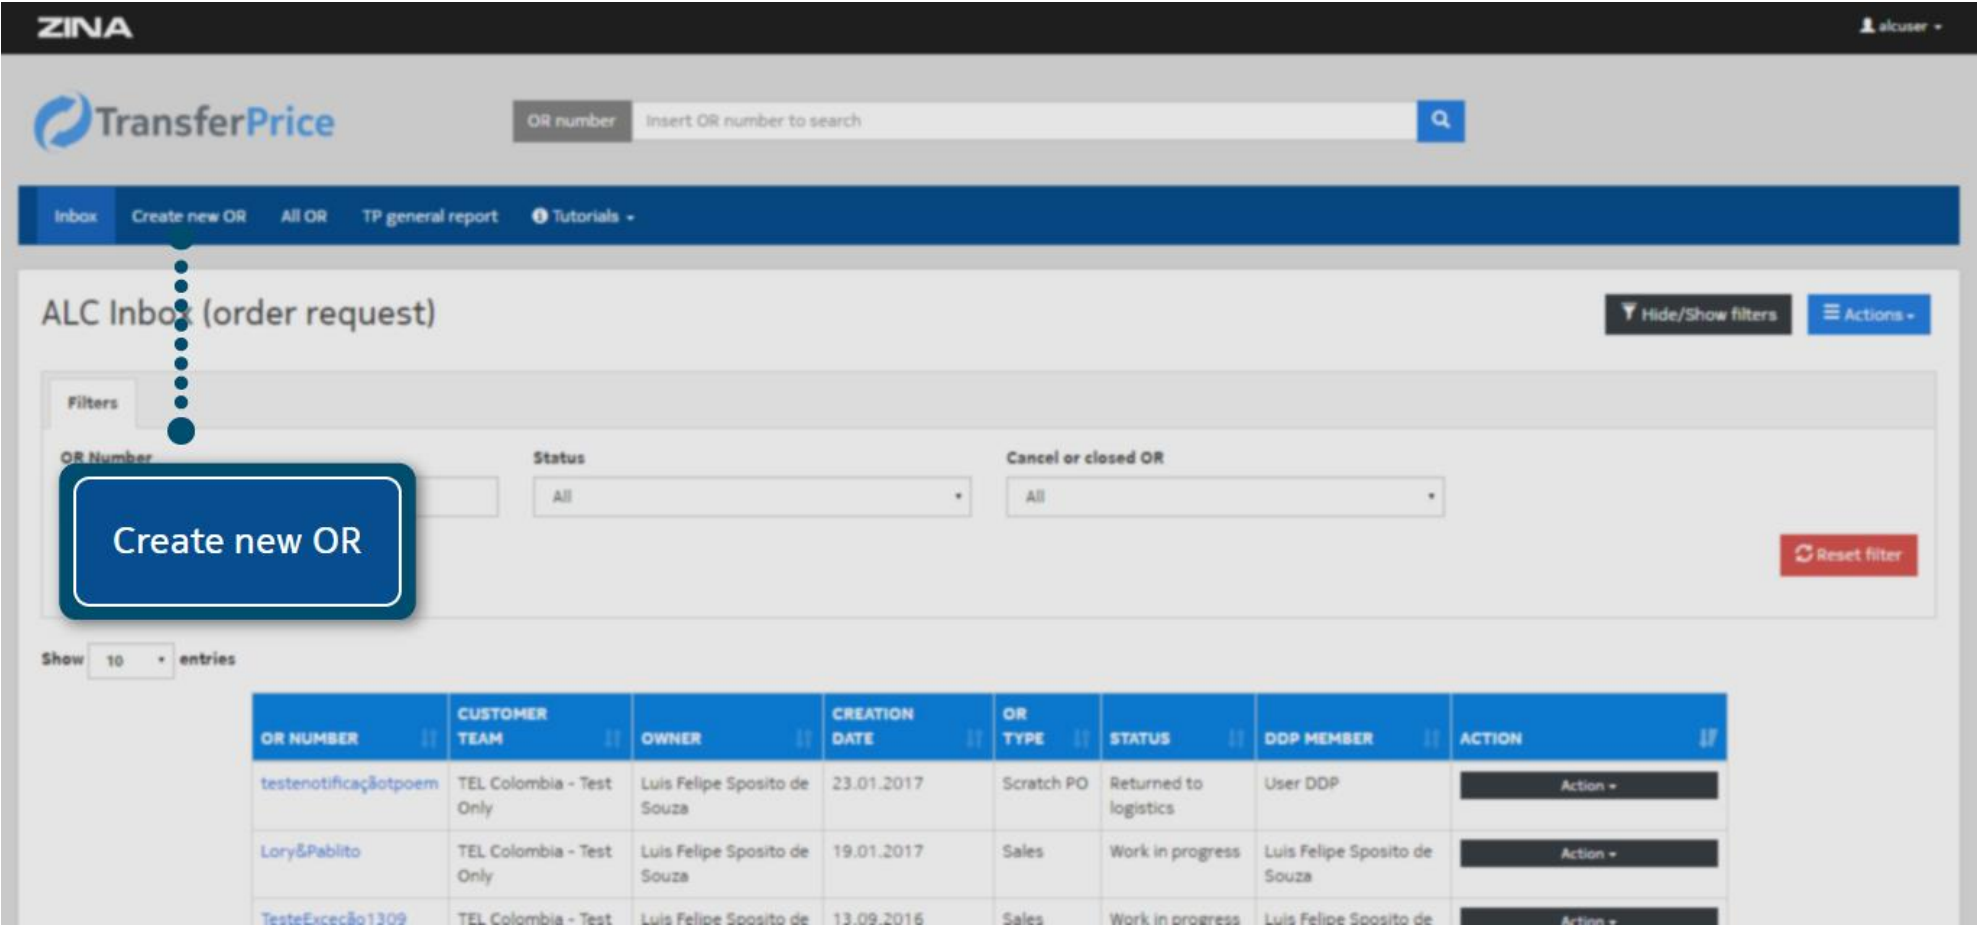 ZINA
alcuser
TransferPrice
OR number
Insert OR number to search
Inbox
Create new OR
All OR
TP general report
Tutorials
ALC Inbox (order request)
Hide/Show filters
Actions
Filters
OR Number
Status
Cancel or closed OR
All
All
Create new OR
Reset filter
Show 10 entries
OR NUMBER
CUSTOMER
TEAM
OWNER
CREATION
DATE
OR
TYPE
STATUS
DDP MEMBER
ACTION
testenotificaçãotpoem
TEL Colombia - Test
Only
Luis Felipe Sposito de
Souza
23.01.2017
Scratch PO
Returned to
logistics
User DDP
Action
Lory&Pablito
TEL Colombia - Test
Only
Luis Felipe Sposito de
Souza
19.01.2017
Sales
Work in progress
Luis Felipe Sposito de
Souza
Action
TesteExceção1309
TEL Colombia - Test
Luis Felipe Sposito de
13.09.2016
Sales
Work in progress
Luis Felipe Sposito de
Action